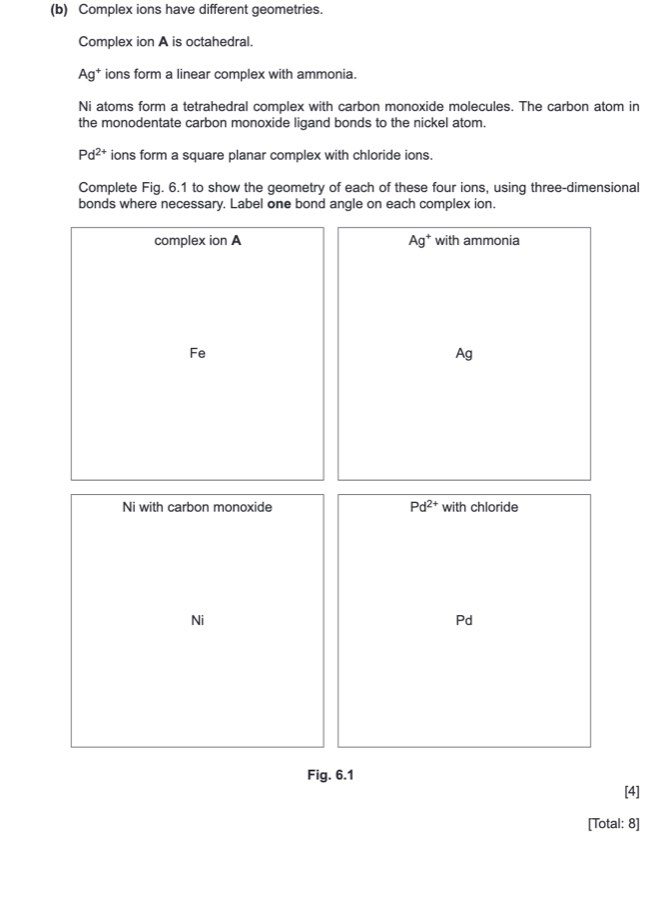 (b) Complex ions have different geometries.
Complex ion A is octahedral.
Ag⁺ ions form a linear complex with ammonia.
Ni atoms form a tetrahedral complex with carbon monoxide molecules. The carbon atom in
the monodentate carbon monoxide ligand bonds to the nickel atom.
Pd²⁺ ions form a square planar complex with chloride ions.
Complete Fig. 6.1 to show the geometry of each of these four ions, using three-dimensional
bonds where necessary. Label one bond angle on each complex ion.
complex ion A
Fe
Ag⁺ with ammonia
Ag
Ni with carbon monoxide
Ni
Pd²⁺ with chloride
Pd
Fig. 6.1
[4]
[Total: 8]